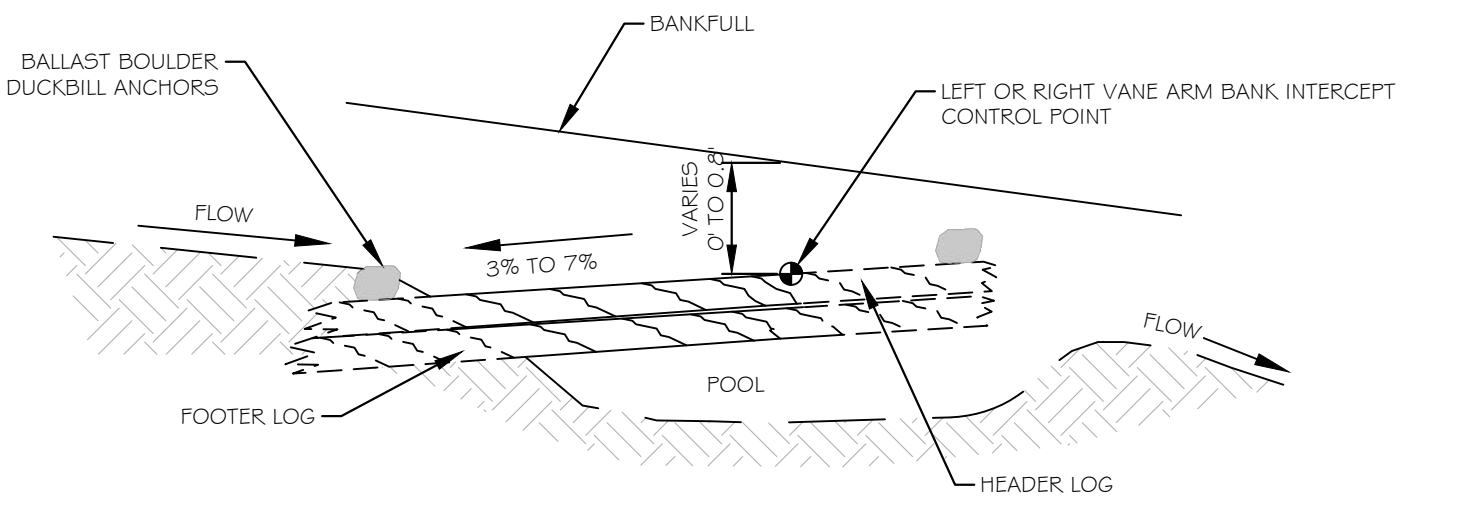 BANKFULL
BALLAST BOULDER
DUCKBILL ANCHORS
LEFT OR RIGHT VANE ARM BANK INTERCEPT
CONTROL POINT
VARIES
0' TO 0.8'
FLOW
3% TO 7%
FLOW
POOL
FOOTER LOG
HEADER LOG